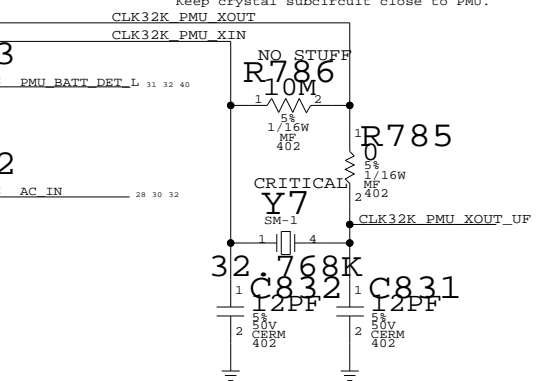 Keep crystal subcircuit close to PMU.
CLK32K_PMU_XOUT
CLK32K_PMU_XIN
3
NO STUFF
R786
10M
PMU_BATT_DET_L 31 32 40
1 2
5%
1/16W
MF
402
1
R785
0
5%
1/16W
MF
402
2
2
AC_IN 28 30 32
CRITICAL
Y7
SM-1
CLK32K_PMU_XOUT_UF
1 4
32.768K
C832
1
12PF
5%
50V
CERM
402
2
C831
1
12PF
5%
50V
CERM
402
2